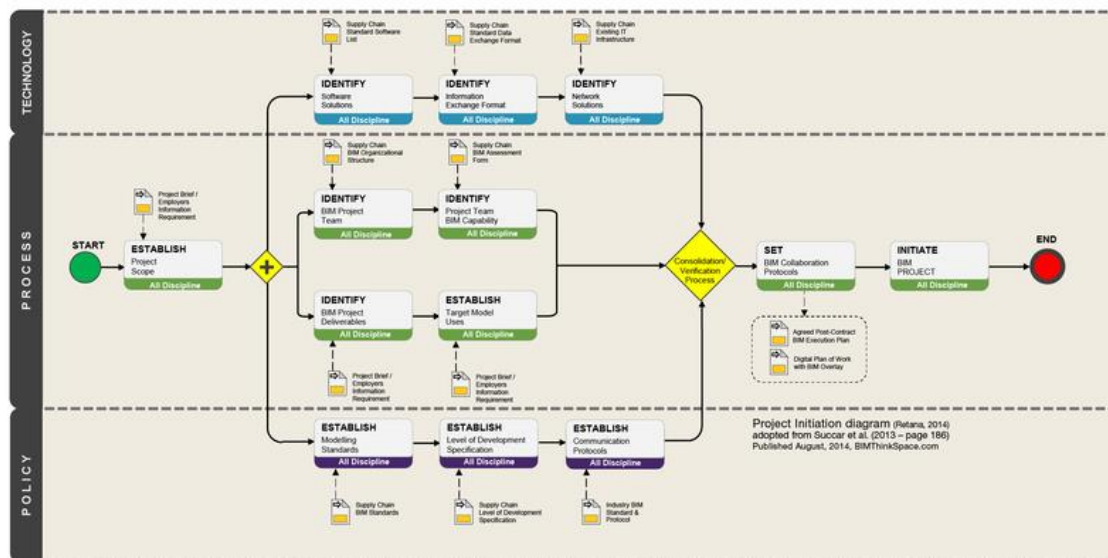 TECHNOLOGY
Supply Chain
Standard Software
List
Supply Chain
Standard Data
Exchange Format
Supply Chain
Existing IT
Infrastructure
IDENTIFY
Software
Solutions
All Discipline
IDENTIFY
Information
Exchange Format
All Discipline
IDENTIFY
Network
Solutions
All Discipline
PROCESS
Supply Chain
BIM Organizational
Structure
Supply Chain
BIM Assessment
Form
Project Brief /
Employers
Information
Requirement
START
ESTABLISH
Project
Scope
All Discipline
IDENTIFY
BIM Project
Team
All Discipline
IDENTIFY
Project Team
BIM Capability
All Discipline
IDENTIFY
BIM Project
Deliverables
All Discipline
ESTABLISH
Target Model
Uses
All Discipline
Project Brief /
Employers
Information
Requirement
Project Brief /
Employers
Information
Requirement
Consolidation/
Verification
Process
SET
BIM Collaboration
Protocols
All Discipline
INITIATE
BIM
PROJECT
All Discipline
END
Agreed Post-Contract
BIM Execution Plan
Digital Plan of Work
with BIM Overlay
POLICY
ESTABLISH
Modelling
Standards
All Discipline
ESTABLISH
Level of Development
Specification
All Discipline
ESTABLISH
Communication
Protocols
All Discipline
Supply Chain
BIM Standards
Supply Chain
Level of Development
Specification
Industry BIM
Standard &
Protocol
Project Initiation diagram (Retana, 2014)
adopted from Succar et al. (2013 – page 186)
Published August, 2014, BIMThinkSpace.com